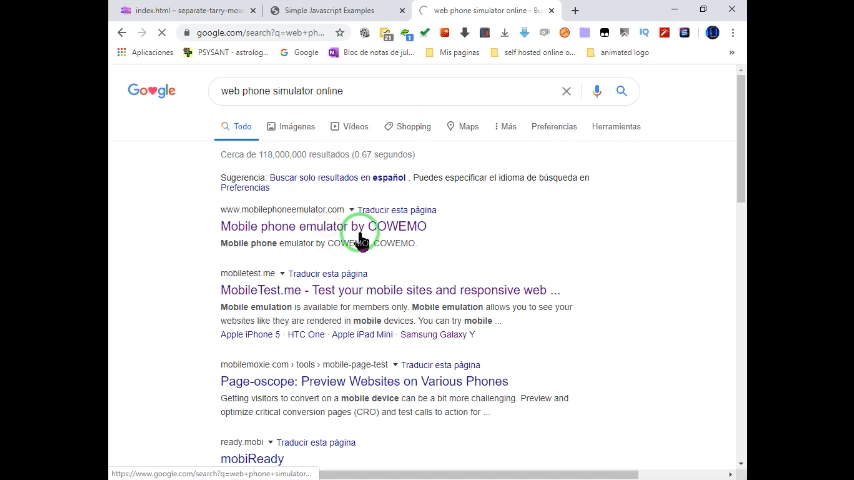 index.html – separate-tarry-mov
Simple Javascript Examples
web phone simulator online - Bu
google.com/search?q=web+ph...
Aplicaciones
PSYANT - astrolog...
Google
Bloc de notas de jul...
Mis paginas
self hosted online o...
animated logo
web phone simulator online
Todo
Imágenes
Vídeos
Shopping
Maps
Más
Preferencias
Herramientas
Cerca de 118,000,000 resultados (0.67 segundos)
Sugerencia: Buscar solo resultados en español . Puedes especificar el idioma de búsqueda en
Preferencias
www.mobilephoneemulator.com
Traducir esta página
Mobile phone emulator by COWEMO
Mobile phone emulator by COWEMO. COWEMO.
mobiletest.me
Traducir esta página
MobileTest.me - Test your mobile sites and responsive web ...
Mobile emulation is available for members only. Mobile emulation allows you to see your
websites like they are rendered in mobile devices. You can try mobile ...
Apple iPhone 5 · HTC One · Apple iPad Mini · Samsung Galaxy Y
mobilemoxie.com › tools › mobile-page-test
Traducir esta página
Page-oscope: Preview Websites on Various Phones
Getting visitors to convert on a mobile device can be a bit more challenging. Preview and
optimize critical conversion pages (CRO) and test calls to action for ...
ready.mobi
Traducir esta página
mobiReady
https://www.google.com/search?q=web+phone+simulator...